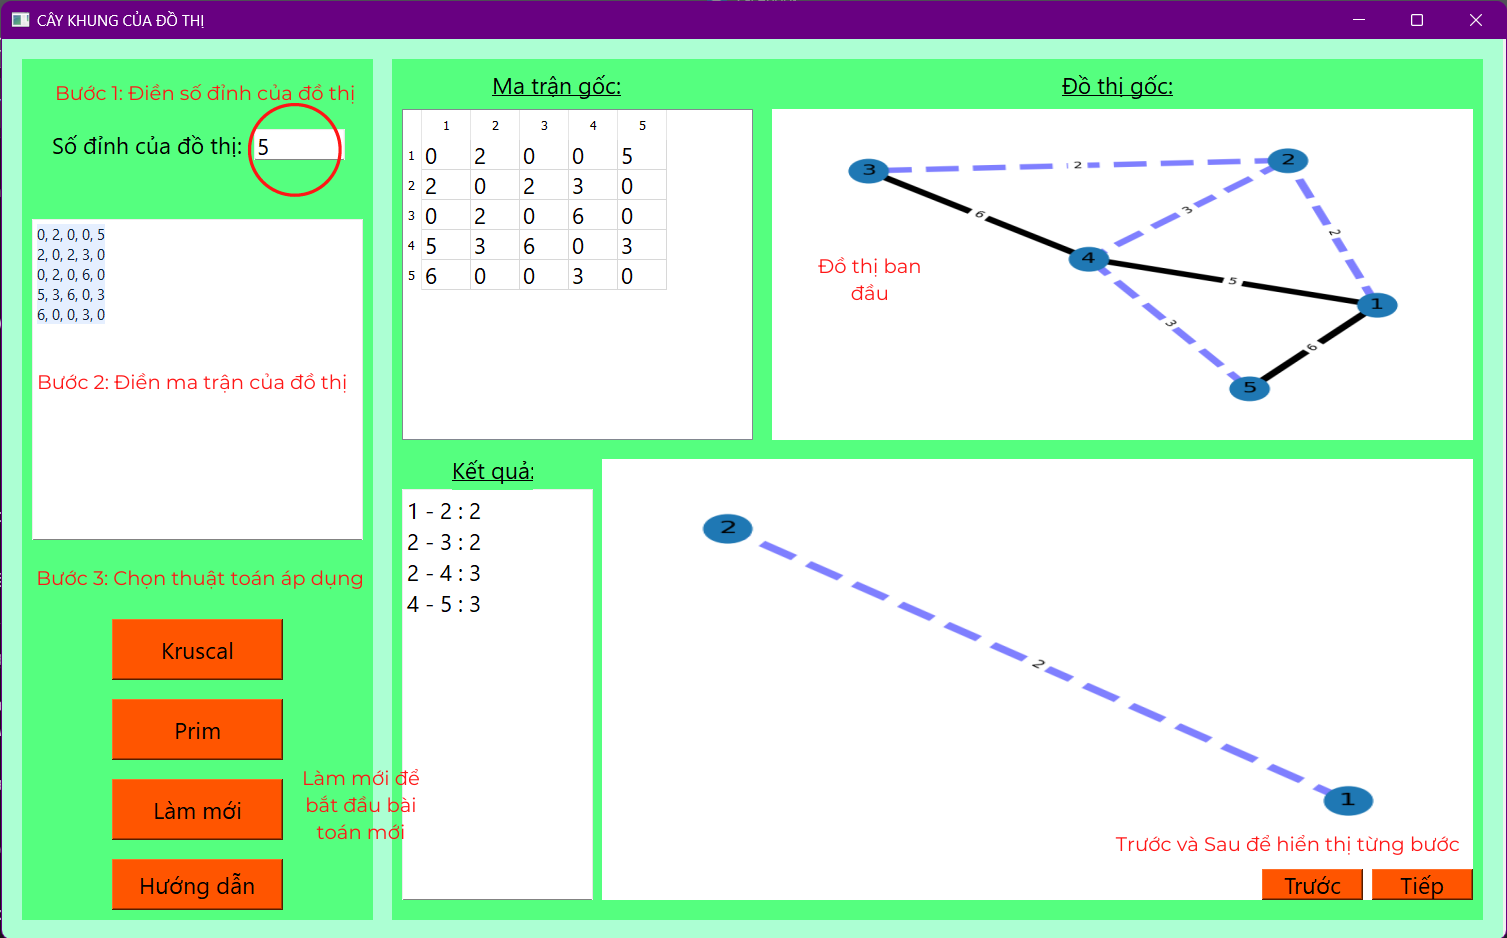 CÂY KHUNG CỦA ĐỒ THỊ
Bước 1: Điền số đỉnh của đồ thị
Số đỉnh của đồ thị: 5
0, 2, 0, 0, 5
2, 0, 2, 3, 0
0, 2, 0, 6, 0
5, 3, 6, 0, 3
6, 0, 0, 3, 0
Bước 2: Điền ma trận của đồ thị
Bước 3: Chọn thuật toán áp dụng
Kruscal
Prim
Làm mới
Làm mới để
bắt đầu bài
toán mới
Hướng dẫn
Ma trận gốc:
1 2 3 4 5
1 0 2 0 0 5
2 2 0 2 3 0
3 0 2 0 6 0
4 5 3 6 0 3
5 6 0 0 3 0
Đồ thị gốc:
3 2 2
6 3 2
4
Đồ thị ban
đầu
5 1
3 6
5
Kết quả:
1 - 2 : 2
2 - 3 : 2
2 - 4 : 3
4 - 5 : 3
2
2
1
Trước và Sau để hiển thị từng bước
Trước Tiếp